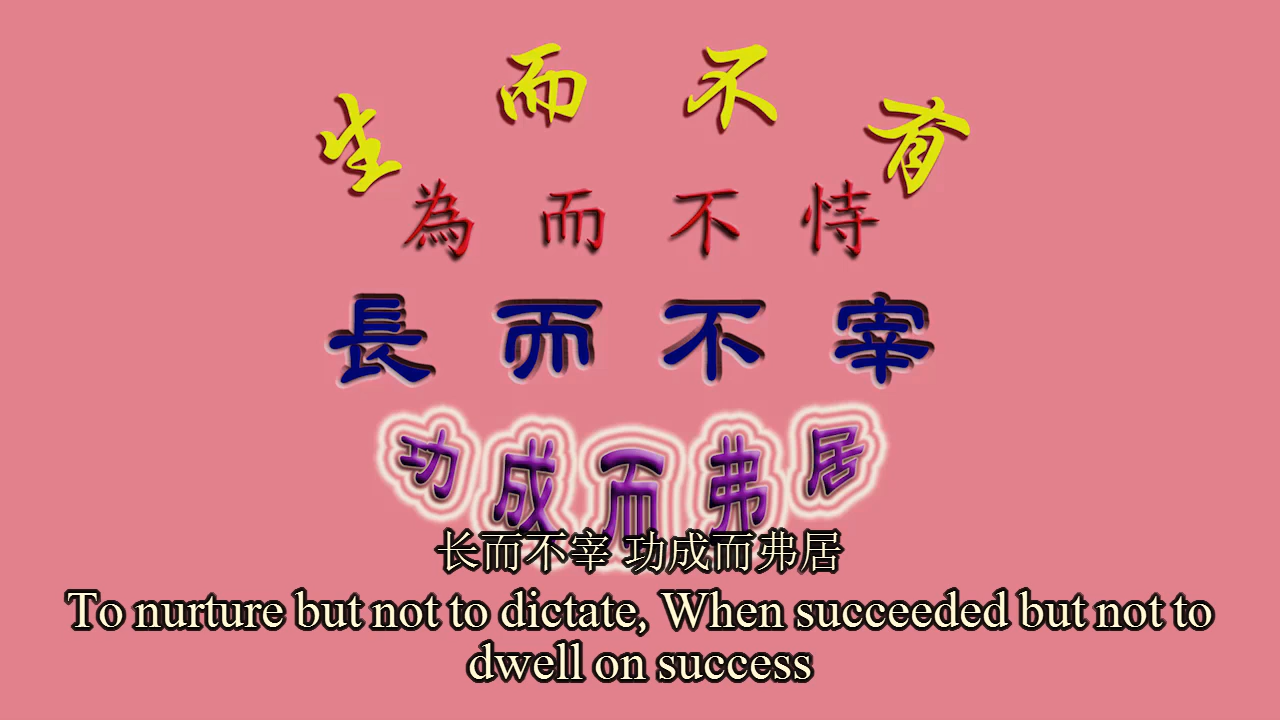 生而不有
為而不恃
長而不宰
功成而弗居
长而不宰 功成而弗居
To nurture but not to dictate, When succeeded but not to
dwell on success